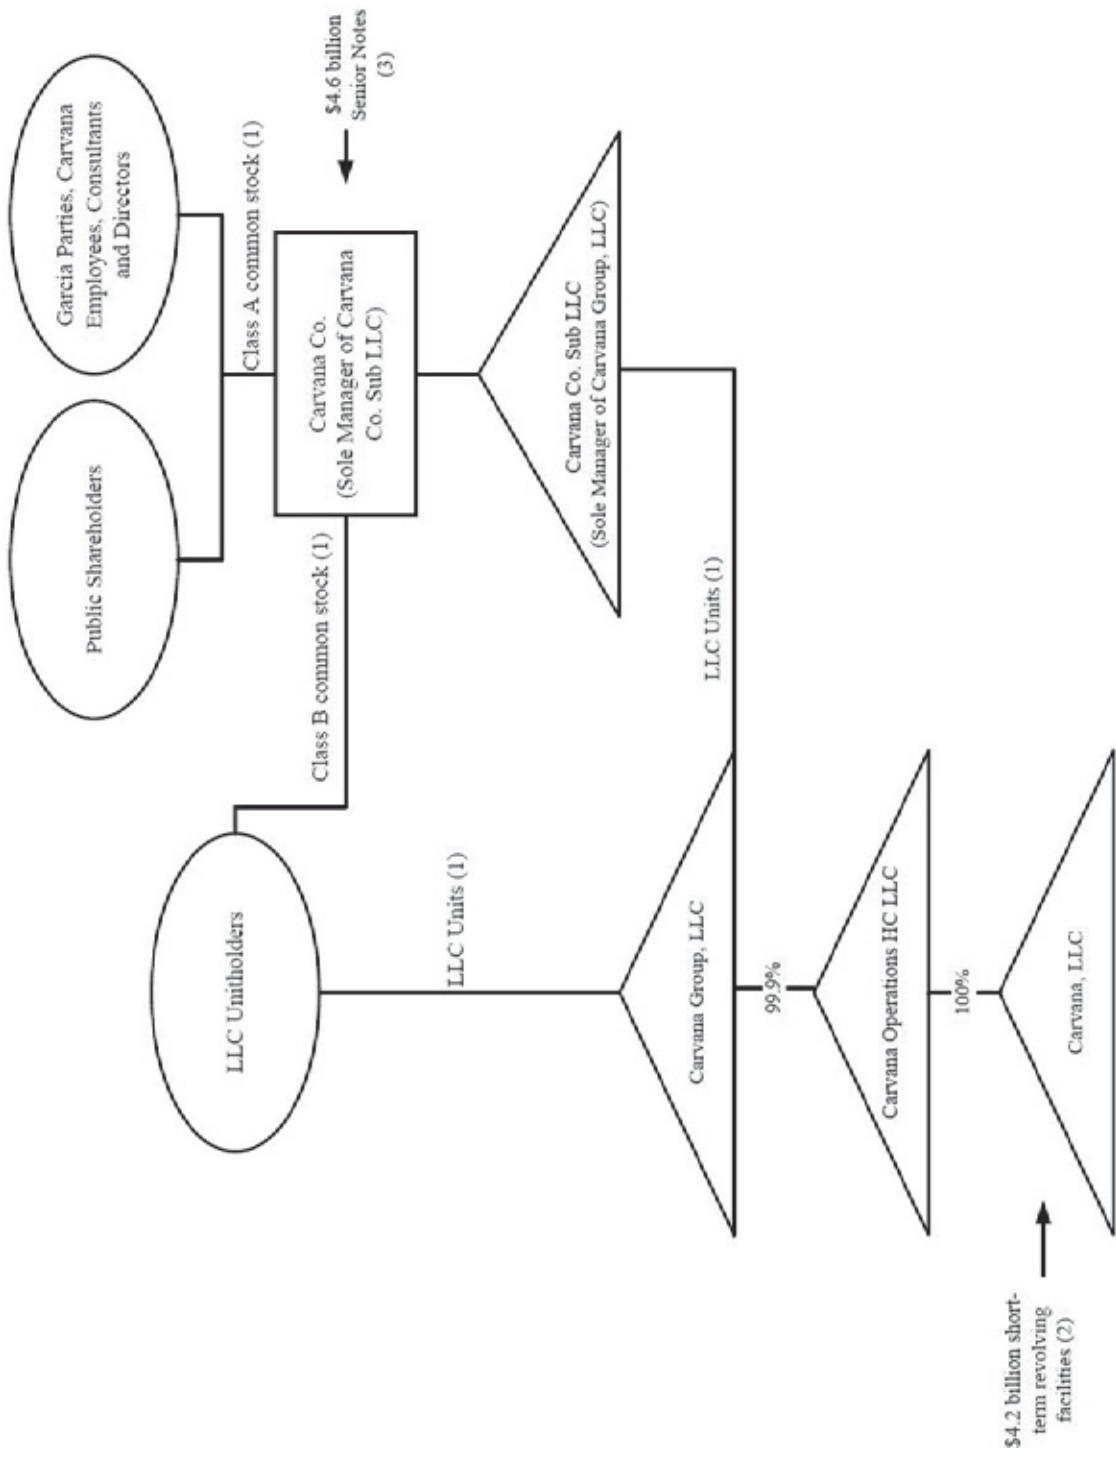 Public Shareholders
Garcia Parties, Carvana
Employees, Consultants
and Directors
LLC Unitholders
Class A common stock (1)
Class B common stock (1)
Carvana Co.
(Sole Manager of Carvana
Co. Sub LLC)
$4.6 billion
Senior Notes
(3)
LLC Units (1)
Carvana Co. Sub LLC
(Sole Manager of Carvana Group, LLC)
LLC Units (1)
Carvana Group, LLC
99.9%
Carvana Operations HC LLC
100%
$4.2 billion short-
term revolving
facilities (2)
Carvana, LLC